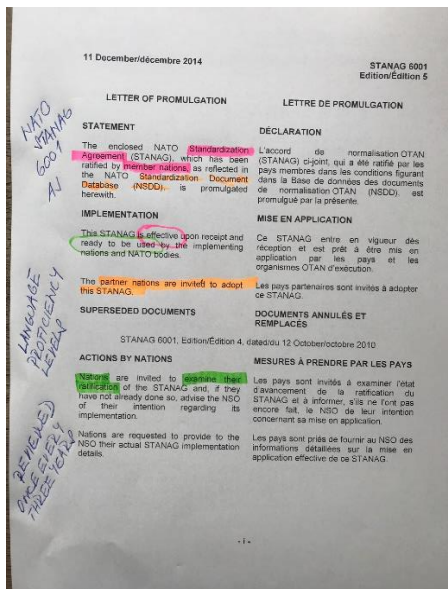 11 December/décembre 2014
STANAG 6001
Edition/Édition 5
LETTER OF PROMULGATION
STATEMENT
The enclosed NATO Standardization
Agreement (STANAG), which has been
ratified by member nations, as reflected in
the NATO Standardization Document
Database (NSDD), is promulgated
herewith.
IMPLEMENTATION
This STANAG is effective upon receipt and
ready to be used by the implementing
nations and NATO bodies.
The partner nations are invited to adopt
this STANAG.
SUPERSEDED DOCUMENTS
LETTRE DE PROMULGATION
DÉCLARATION
L'accord de normalisation OTAN
(STANAG) ci-joint, qui a été ratifié par les
pays membres dans les conditions figurant
dans la Base de données des documents
de normalisation OTAN (NSDD), est
promulgué par la présente.
MISE EN APPLICATION
Ce STANAG entre en vigueur dès
réception et est prêt à être mis en
application par les pays et les
organismes OTAN d'exécution.
Les pays partenaires sont invités à adopter
ce STANAG.
DOCUMENTS ANNULÉS ET
REMPLACÉS
STANAG 6001, Edition/Édition 4, dated/du 12 October/octobre 2010
ACTIONS BY NATIONS
Nations are invited to examine their
ratification of the STANAG and, if they
have not already done so, advise the NSO
of their intention regarding its
implementation.
Nations are requested to provide to the
NSO their actual STANAG implementation
details.
MESURES À PRENDRE PAR LES PAYS
Les pays sont invités à examiner l'état
d'avancement de la ratification du
STANAG et à informer, s'ils ne l'ont pas
encore fait, le NSO de leur intention
concernant sa mise en application.
Les pays sont priés de fournir au NSO des
informations détaillées sur la mise en
application effective de ce STANAG.
- i -
NATO
STANAG
6001
LANGUAGE
PROFICIENCY
LEVELS
REVIEWED
ONCE EVERY
THREE YEARS